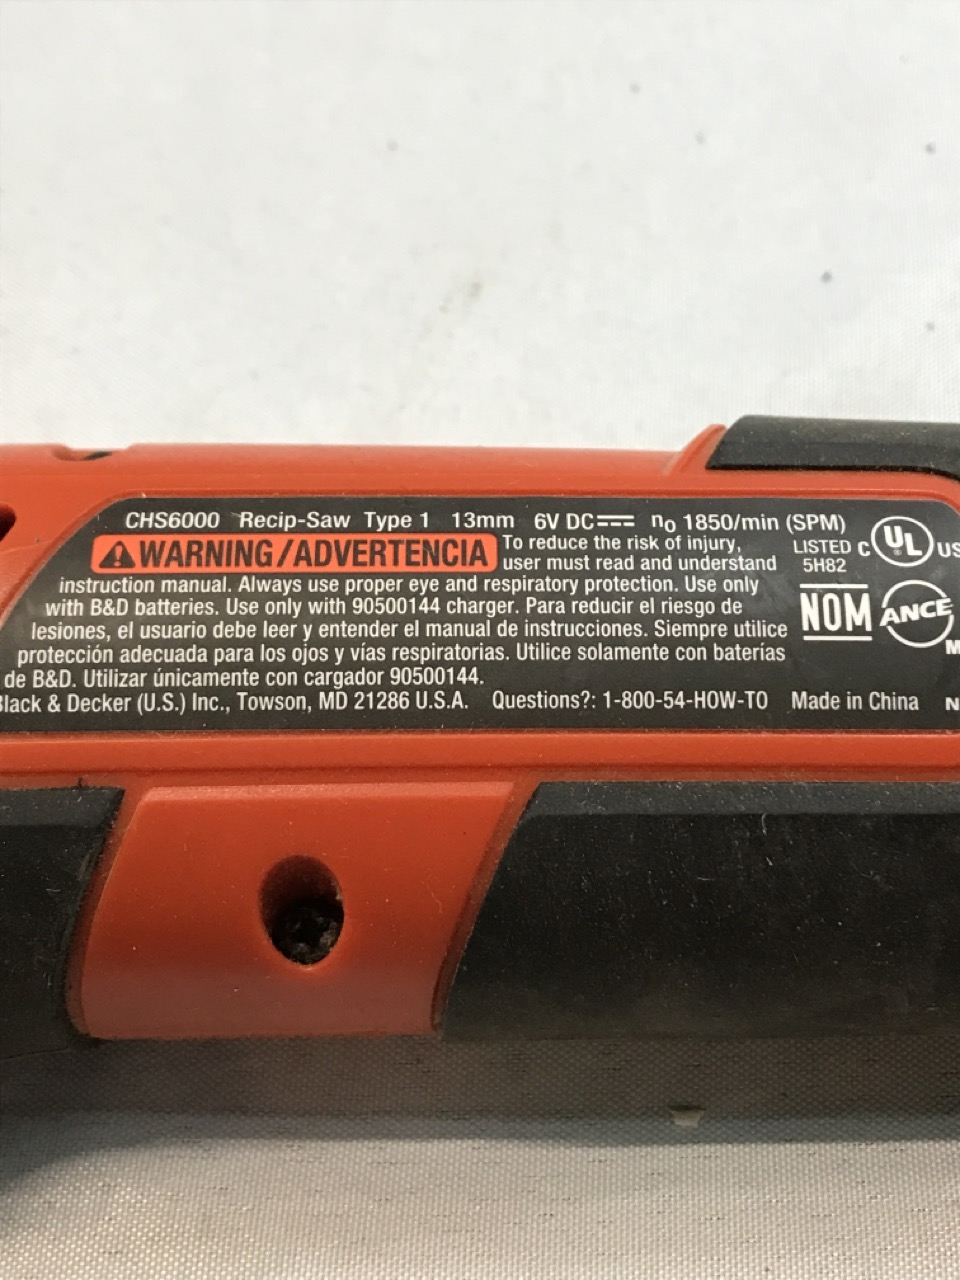 CHS6000 Recip-Saw Type 1 13mm 6V DC n0 1850/min (SPM)
WARNING/ADVERTENCIA To reduce the risk of injury,
user must read and understand
instruction manual. Always use proper eye and respiratory protection. Use only
with B&D batteries. Use only with 90500144 charger. Para reducir el riesgo de
lesiones, el usuario debe leer y entender el manual de instrucciones. Siempre utilice
protección adecuada para los ojos y vías respiratorias. Utilice solamente con baterías
de B&D. Utilizar únicamente con cargador 90500144.
Black & Decker (U.S.) Inc., Towson, MD 21286 U.S.A. Questions?: 1-800-54-HOW-TO Made in China N
LISTED C UL® US
5H82
NOM ANCE
M